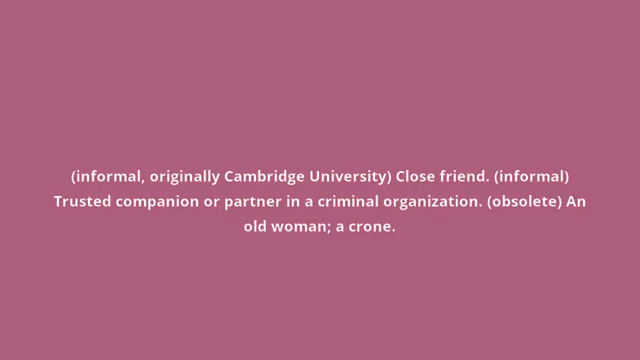 (informal, originally Cambridge University) Close friend. (informal)
Trusted companion or partner in a criminal organization. (obsolete) An
old woman; a crone.